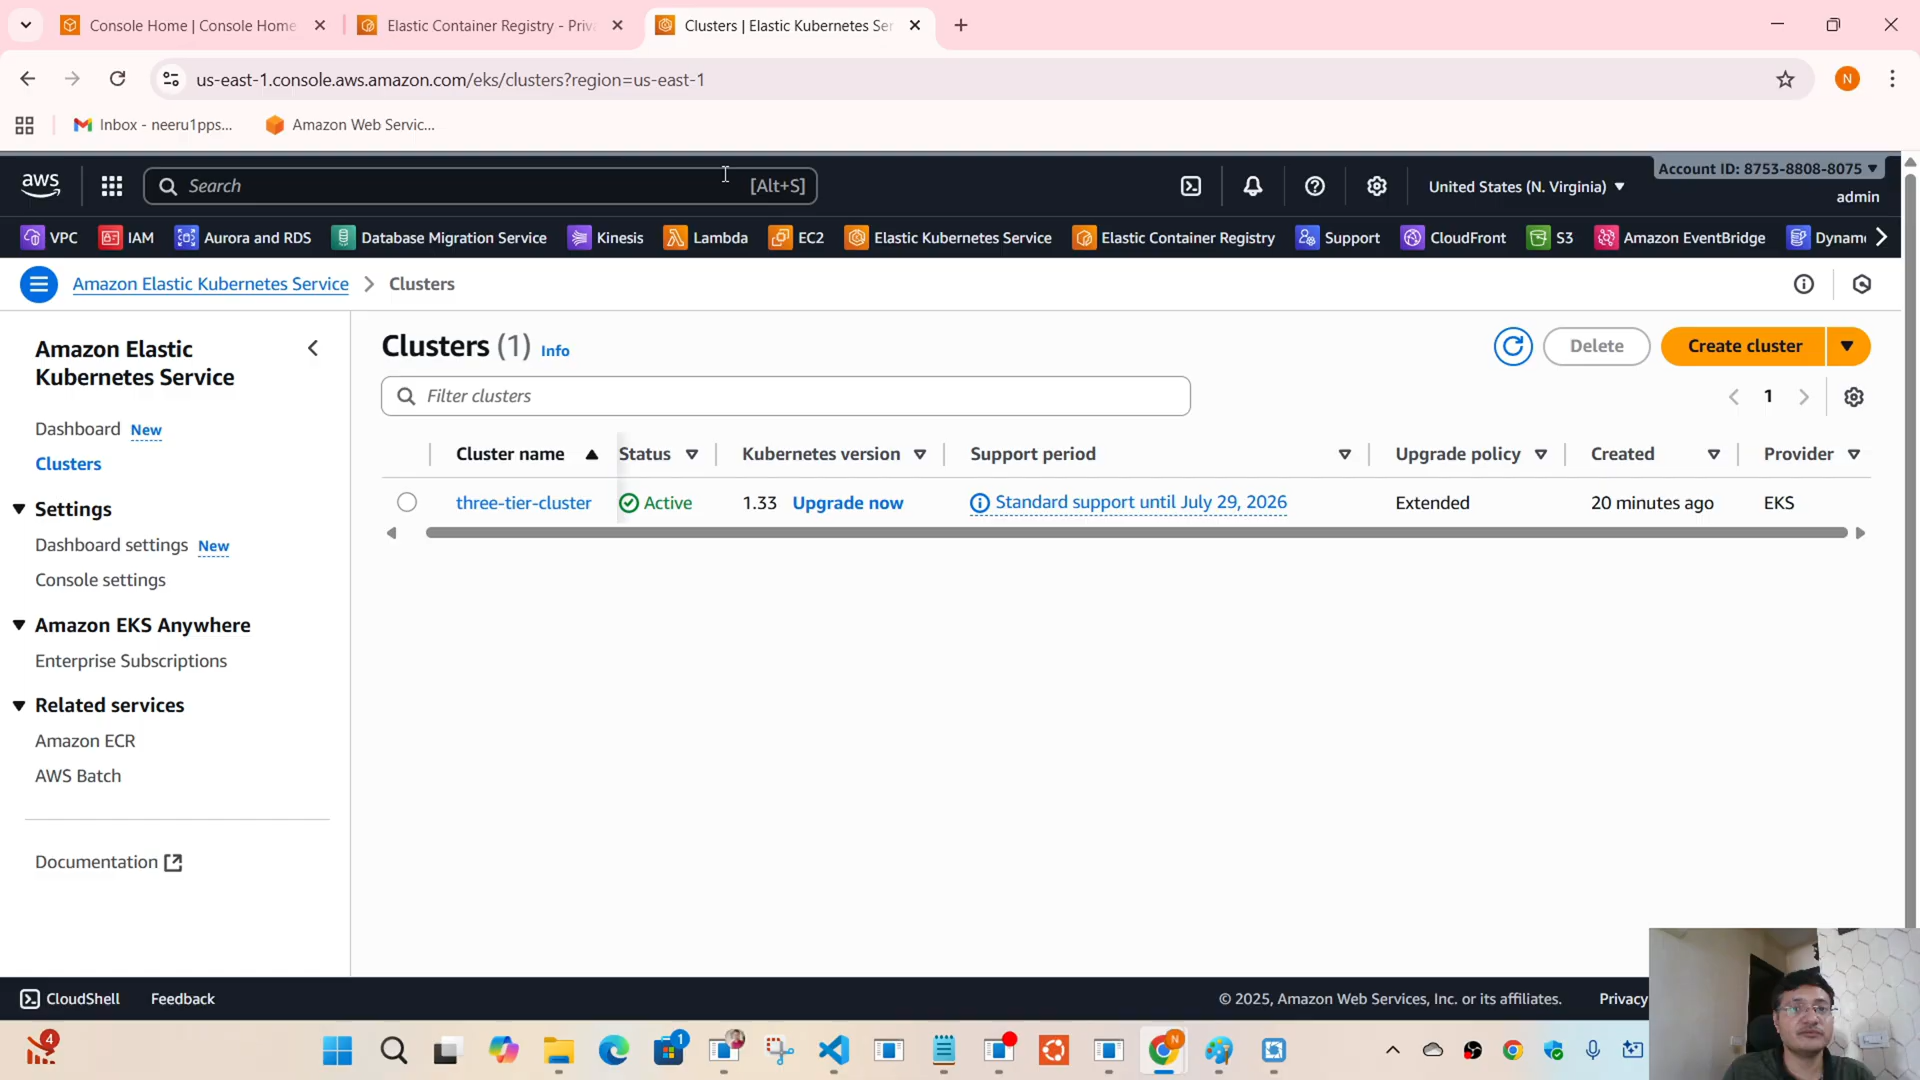 Console Home | Console Home
Elastic Container Registry - Priva
Clusters | Elastic Kubernetes Ser
us-east-1.console.aws.amazon.com/eks/clusters?region=us-east-1
N
Inbox - neeru1pps...
Amazon Web Servic...
aws
Search
[Alt+S]
United States (N. Virginia)
Account ID: 8753-8808-8075
admin
VPC
IAM
Aurora and RDS
Database Migration Service
Kinesis
Lambda
EC2
Elastic Kubernetes Service
Elastic Container Registry
Support
CloudFront
S3
Amazon EventBridge
Dynam
Amazon Elastic Kubernetes Service
Clusters
Amazon Elastic
Kubernetes Service
Dashboard New
Clusters
Settings
Dashboard settings New
Console settings
Amazon EKS Anywhere
Enterprise Subscriptions
Related services
Amazon ECR
AWS Batch
Documentation
Clusters (1) Info
Delete
Create cluster
Filter clusters
1
Cluster name
Status
Kubernetes version
Support period
Upgrade policy
Created
Provider
three-tier-cluster
Active
1.33 Upgrade now
Standard support until July 29, 2026
Extended
20 minutes ago
EKS
CloudShell
Feedback
© 2025, Amazon Web Services, Inc. or its affiliates.
Privacy
4
1
N